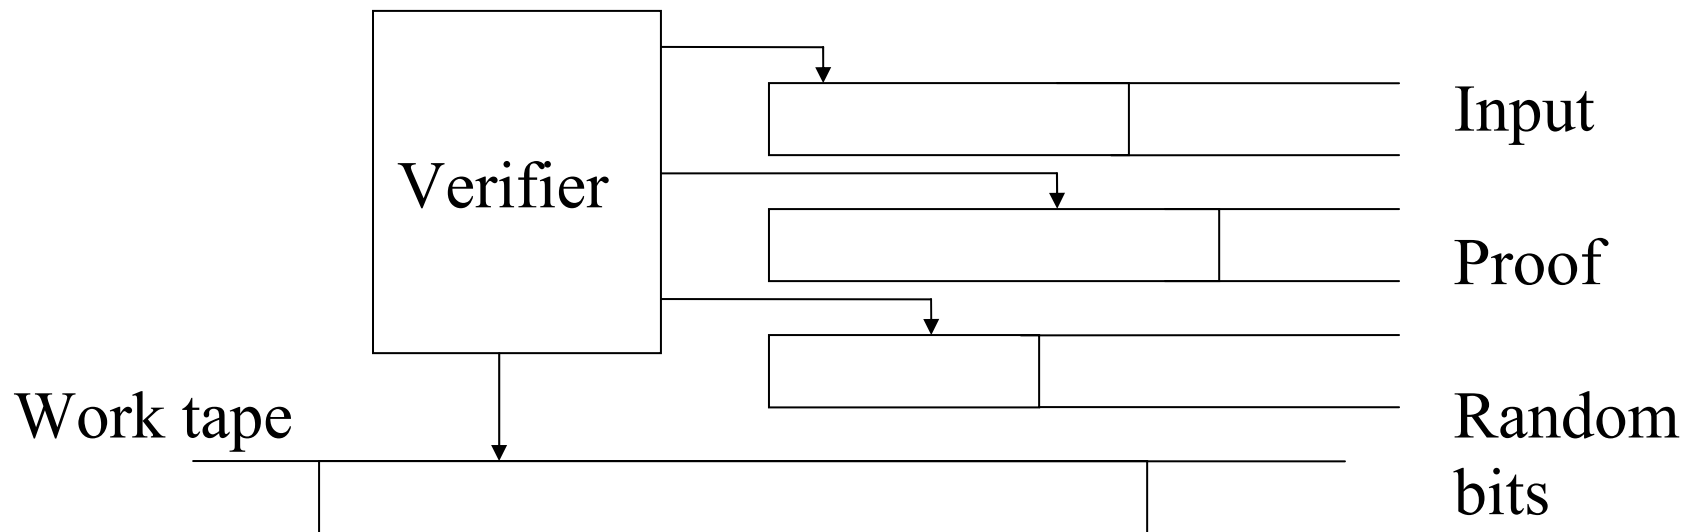 Input
Verifier
Proof
Work tape
Random
bits